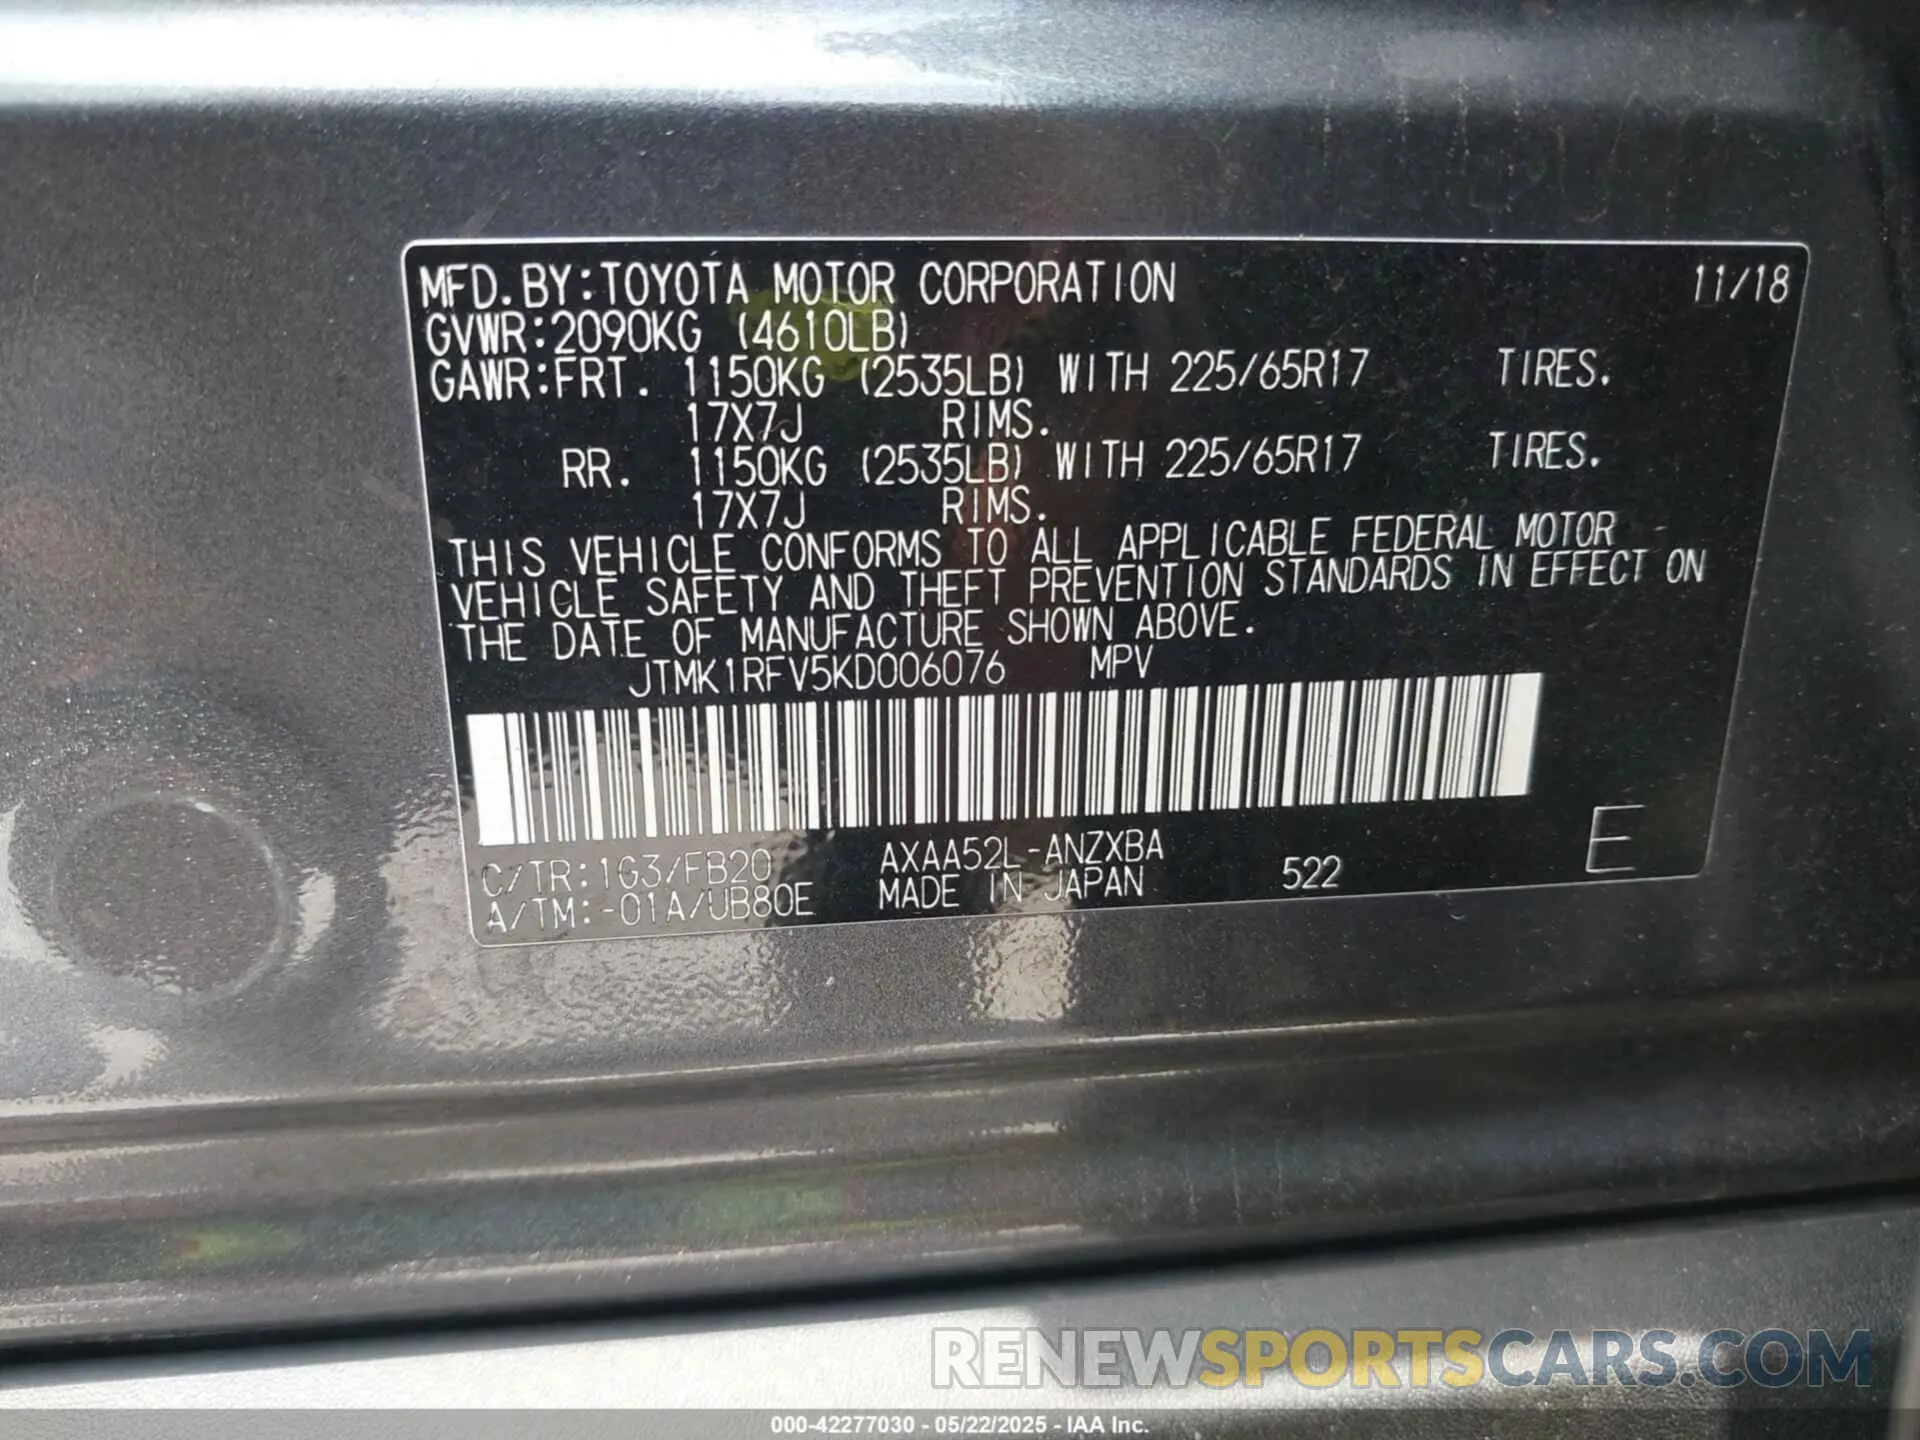 MFD. BY: TOYOTA MOTOR CORPORATION 11/18
GVWR: 2090KG (4610LB)
GAWR: FRT. 1150KG (2535LB) WITH 225/65R17 TIRES.
17X7J RIMS.
RR. 1150KG (2535LB) WITH 225/65R17 TIRES.
17X7J RIMS.
THIS VEHICLE CONFORMS TO ALL APPLICABLE FEDERAL MOTOR
VEHICLE SAFETY AND THEFT PREVENTION STANDARDS IN EFFECT ON
THE DATE OF MANUFACTURE SHOWN ABOVE.
JTMK1RFV5KD006076 MPV
C/TR: 1G3/FB20 AXAA52L-ANZXBA
A/TM: -01A/UB80E MADE IN JAPAN 522 E
RENEWSPORTSCARS.COM
000-42277030 - 05/22/2025 - IAA Inc.